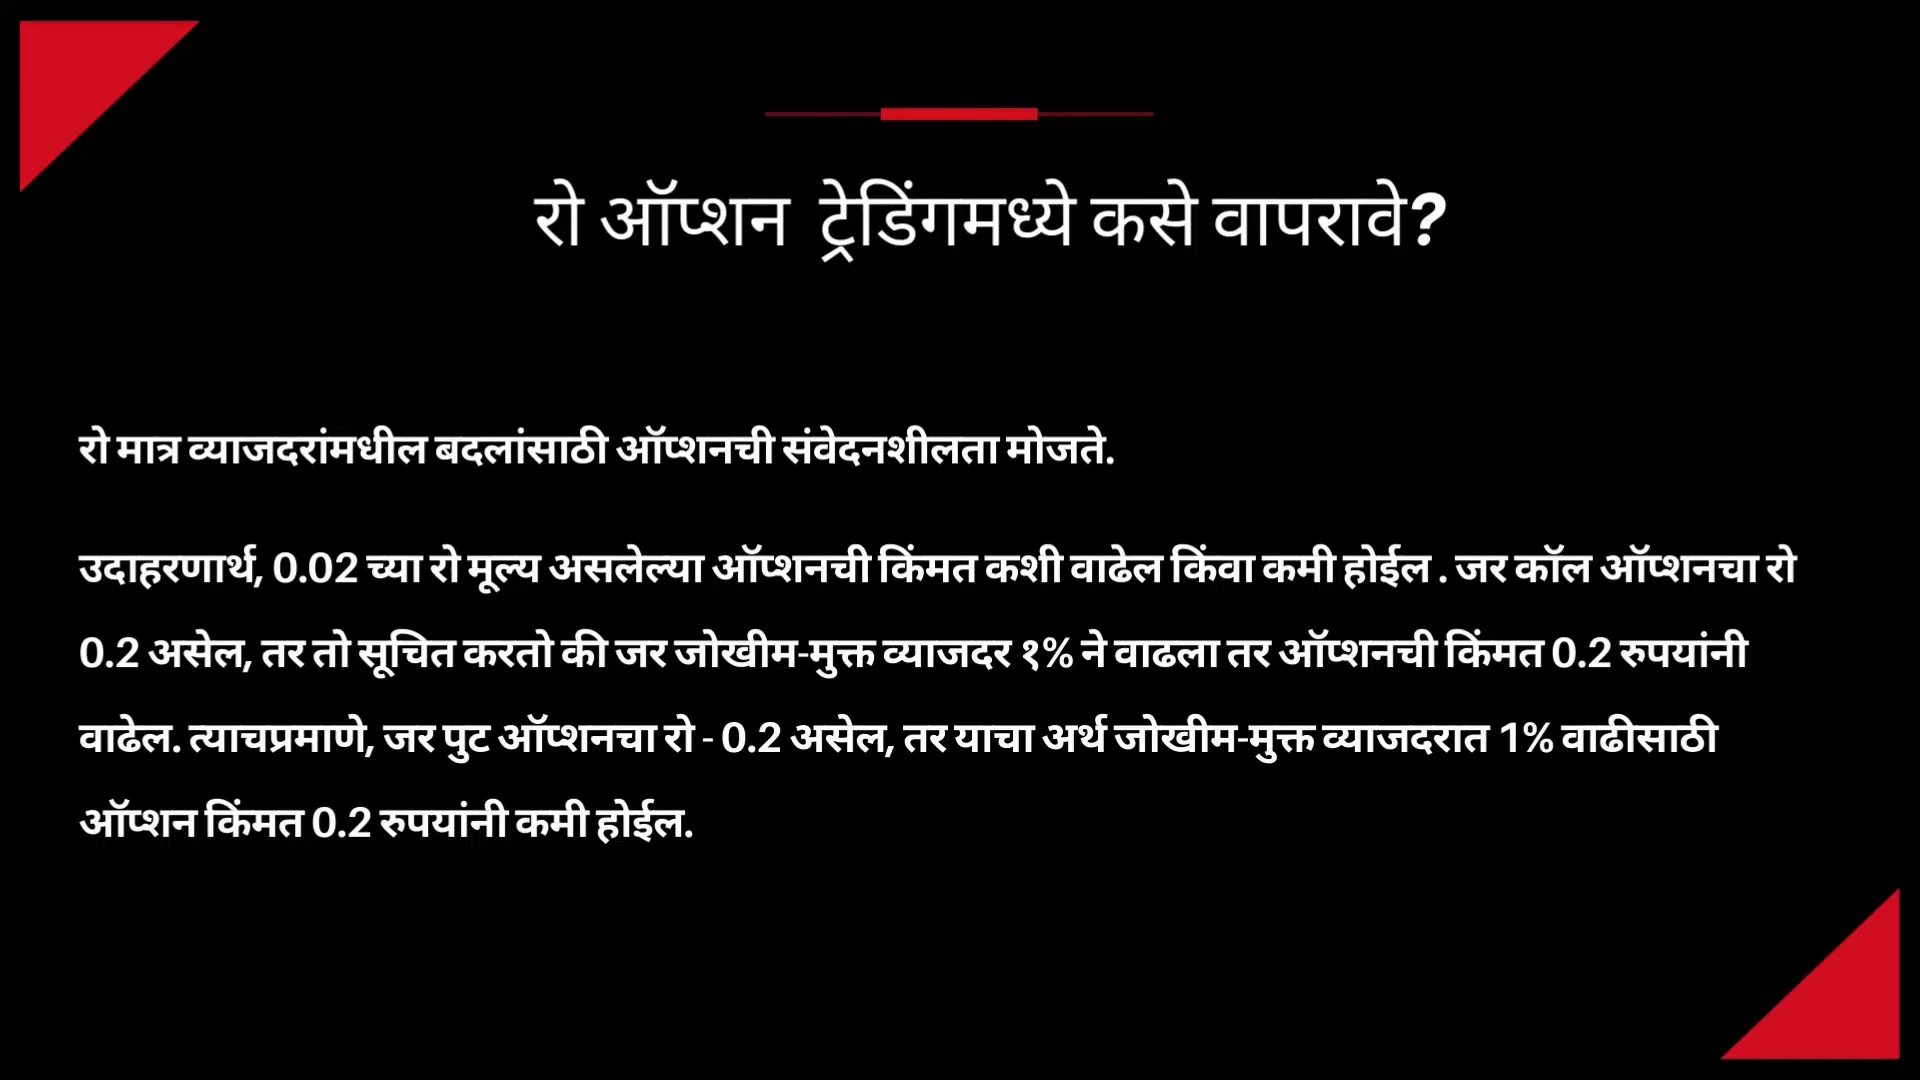 रो ऑप्शन ट्रेडिंगमध्ये कसे वापरावे?
रो मात्र व्याजदरांमधील बदलांसाठी ऑप्शनची संवेदनशीलता मोजते.
उदाहरणार्थ, 0.02 च्या रो मूल्य असलेल्या ऑप्शनची किंमत कशी वाढेल किंवा कमी होईल . जर कॉल ऑप्शनचा रो
0.2 असेल, तर तो सूचित करतो की जर जोखीम-मुक्त व्याजदर १% ने वाढला तर ऑप्शनची किंमत 0.2 रुपयांनी
वाढेल. त्याचप्रमाणे, जर पुट ऑप्शनचा रो - 0.2 असेल, तर याचा अर्थ जोखीम-मुक्त व्याजदरात 1% वाढीसाठी
ऑप्शन किंमत 0.2 रुपयांनी कमी होईल.